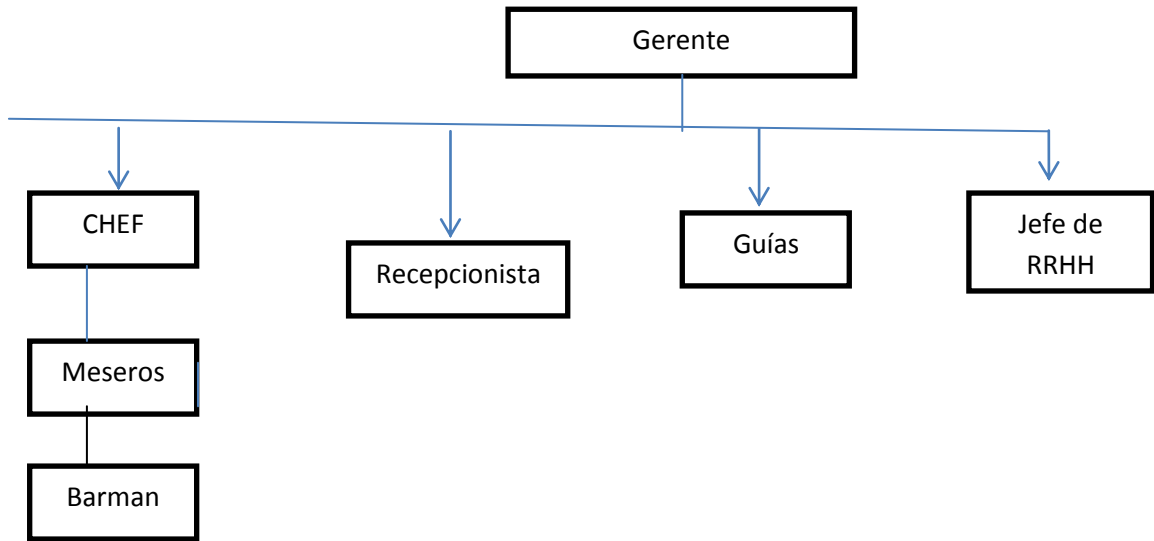 Gerente
CHEF
Recepcionista
Guías
Jefe de
RRHH
Meseros
Barman